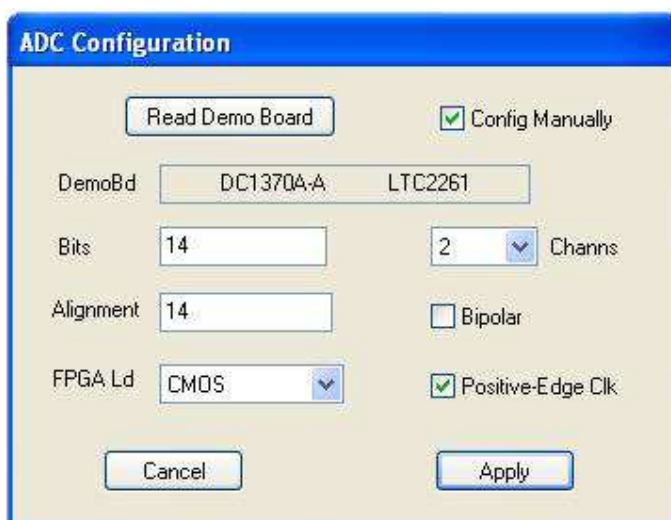 ADC Configuration
Read Demo Board
Config Manually
DemoBd DC1370A-A LTC2261
Bits 14 2 Channs
Alignment 14 Bipolar
FPGA Ld CMOS Positive-Edge Clk
Cancel Apply